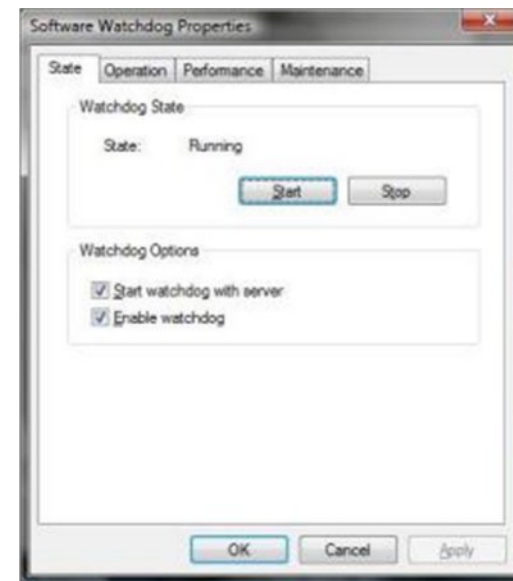 Software Watchdog Properties
State Operation Performance Maintenance
Watchdog State
State: Running
Start Stop
Watchdog Options
Start watchdog with server
Enable watchdog
OK Cancel Apply